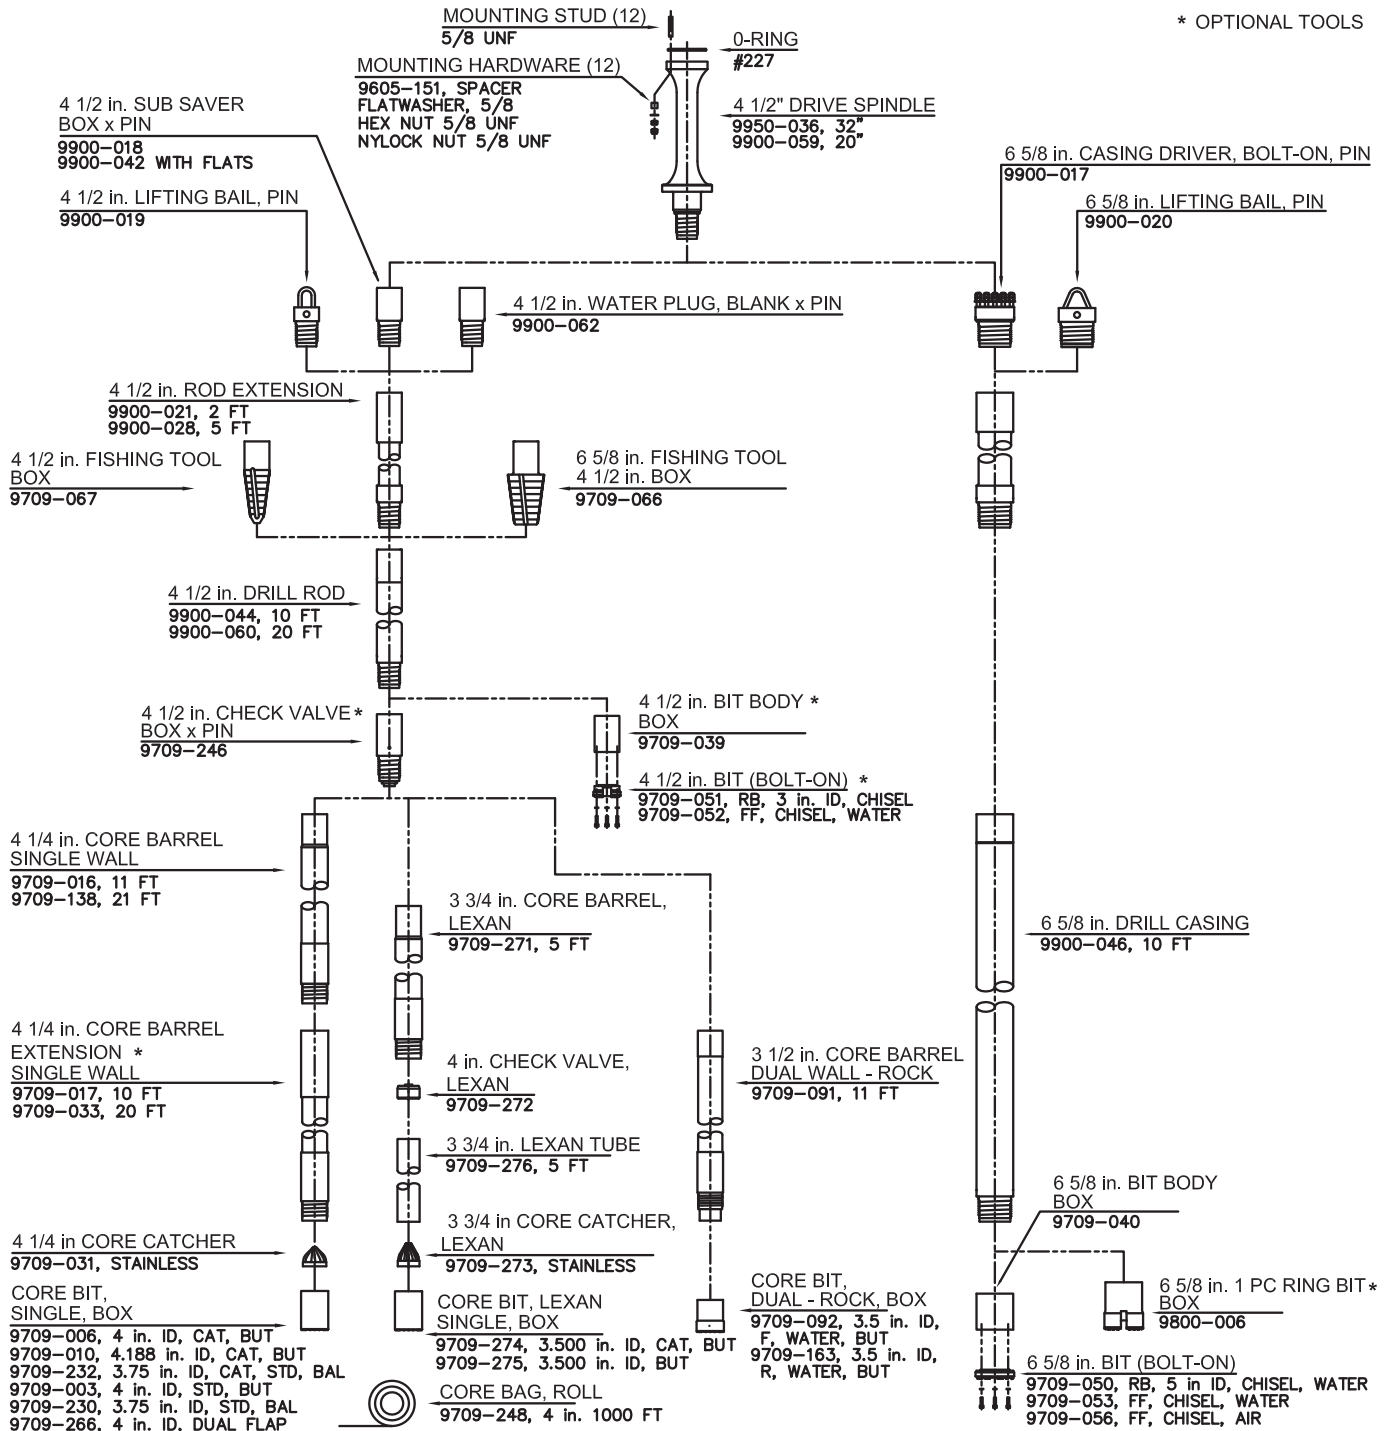 MOUNTING STUD (12)
5/8 UNF
* OPTIONAL TOOLS
0-RING
#227
MOUNTING HARDWARE (12)
9605-151, SPACER
FLATWASHER, 5/8
HEX NUT 5/8 UNF
NYLOCK NUT 5/8 UNF
4 1/2" DRIVE SPINDLE
9950-036, 32"
9900-059, 20"
4 1/2 in. SUB SAVER
BOX x PIN
9900-018
9900-042 WITH FLATS
6 5/8 in. CASING DRIVER, BOLT-ON, PIN
9900-017
4 1/2 in. LIFTING BAIL, PIN
9900-019
6 5/8 in. LIFTING BAIL, PIN
9900-020
4 1/2 in. WATER PLUG, BLANK x PIN
9900-062
4 1/2 in. ROD EXTENSION
9900-021, 2 FT
9900-028, 5 FT
4 1/2 in. FISHING TOOL
BOX
9709-067
6 5/8 in. FISHING TOOL
4 1/2 in. BOX
9709-066
4 1/2 in. DRILL ROD
9900-044, 10 FT
9900-060, 20 FT
4 1/2 in. CHECK VALVE *
BOX x PIN
9709-246
4 1/2 in. BIT BODY *
BOX
9709-039
4 1/2 in. BIT (BOLT-ON) *
9709-051, RB, 3 in. ID, CHISEL
9709-052, FF, CHISEL, WATER
4 1/4 in. CORE BARREL
SINGLE WALL
9709-016, 11 FT
9709-138, 21 FT
3 3/4 in. CORE BARREL,
LEXAN
9709-271, 5 FT
6 5/8 in. DRILL CASING
9900-046, 10 FT
4 1/4 in. CORE BARREL
EXTENSION *
SINGLE WALL
9709-017, 10 FT
9709-033, 20 FT
4 in. CHECK VALVE,
LEXAN
9709-272
3 1/2 in. CORE BARREL
DUAL WALL - ROCK
9709-091, 11 FT
3 3/4 in. LEXAN TUBE
9709-276, 5 FT
6 5/8 in. BIT BODY
BOX
9709-040
4 1/4 in CORE CATCHER
9709-031, STAINLESS
3 3/4 in CORE CATCHER,
LEXAN
9709-273, STAINLESS
CORE BIT,
SINGLE, BOX
9709-006, 4 in. ID, CAT, BUT
9709-010, 4.188 in. ID, CAT, BUT
9709-232, 3.75 in. ID, CAT, STD, BAL
9709-003, 4 in. ID, STD, BUT
9709-230, 3.75 in. ID, STD, BAL
9709-266, 4 in. ID, DUAL FLAP
CORE BIT, LEXAN
SINGLE, BOX
9709-274, 3.500 in. ID, CAT, BUT
9709-275, 3.500 in. ID, BUT
CORE BAG, ROLL
9709-248, 4 in. 1000 FT
CORE BIT,
DUAL - ROCK, BOX
9709-092, 3.5 in. ID,
F, WATER, BUT
9709-163, 3.5 in. ID,
R, WATER, BUT
6 5/8 in. 1 PC RING BIT *
BOX
9800-006
6 5/8 in. BIT (BOLT-ON)
9709-050, RB, 5 in ID, CHISEL, WATER
9709-053, FF, CHISEL, WATER
9709-056, FF, CHISEL, AIR